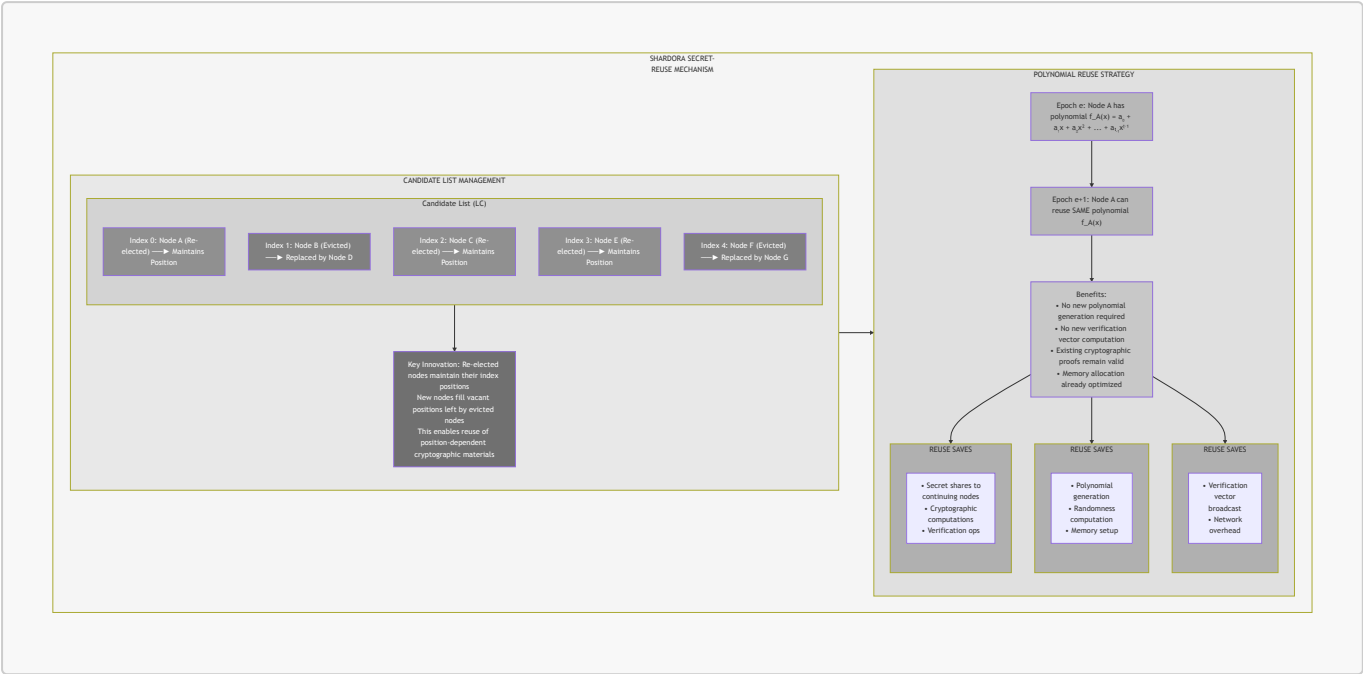 SHARDORA SECRET-
REUSE MECHANISM
CANDIDATE LIST MANAGEMENT
Candidate List (LC)
Index 0: Node A (Re-
elected) ──► Maintains
Position
Index 1: Node B (Evicted)
──► Replaced by Node D
Index 2: Node C (Re-
elected) ──► Maintains
Position
Index 3: Node E (Re-
elected) ──► Maintains
Position
Index 4: Node F (Evicted)
──► Replaced by Node G
Key Innovation: Re-elected
nodes maintain their index
positions
New nodes fill vacant
positions left by evicted
nodes
This enables reuse of
position-dependent
cryptographic materials
POLYNOMIAL REUSE STRATEGY
Epoch e: Node A has
polynomial f_A(x) = a₀ +
a₁x + a₂x² + ... + aₜ₋₁xᵗ⁻¹
Epoch e+1: Node A can
reuse SAME polynomial
f_A(x)
Benefits:
• No new polynomial
generation required
• No new verification
vector computation
• Existing cryptographic
proofs remain valid
• Memory allocation
already optimized
REUSE SAVES
• Secret shares to
continuing nodes
• Cryptographic
computations
• Verification ops
REUSE SAVES
• Polynomial
generation
• Randomness
computation
• Memory setup
REUSE SAVES
• Verification
vector
broadcast
• Network
overhead